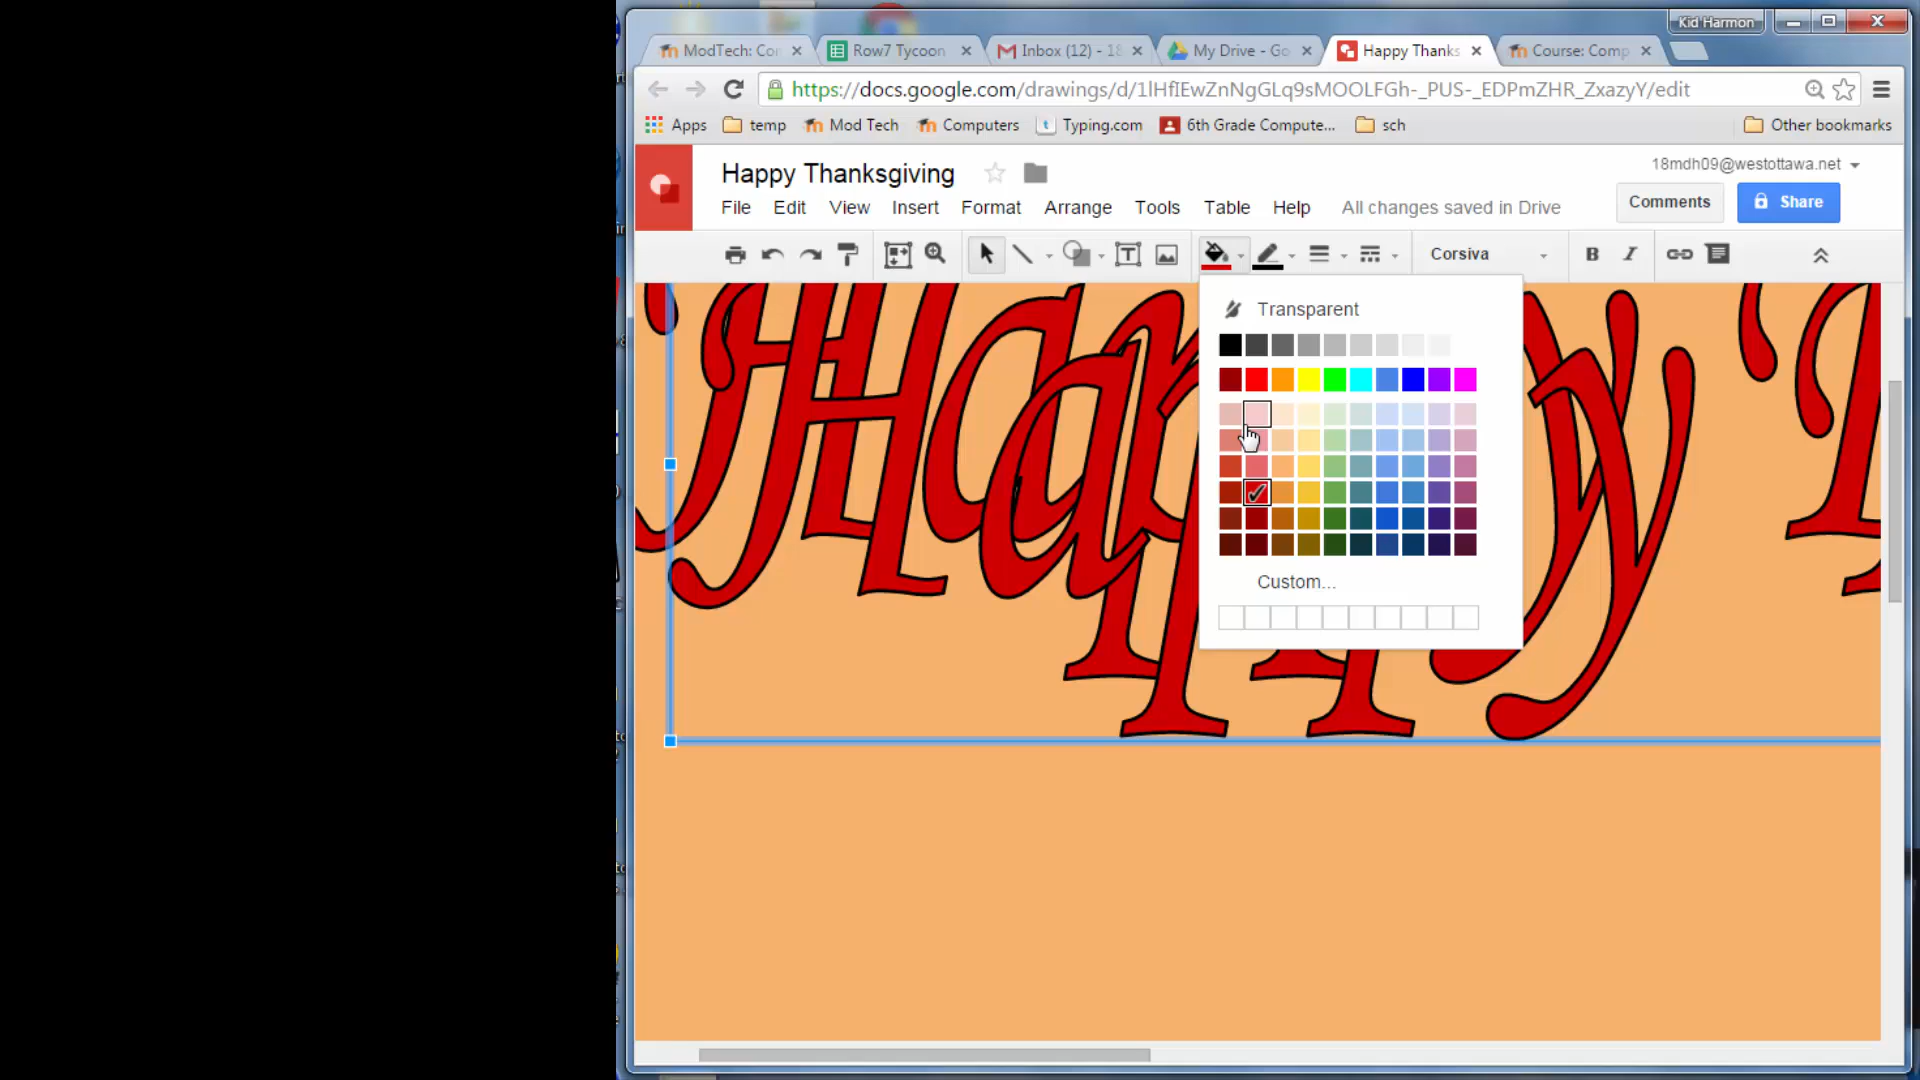 Kid Harmon
ModTech: Con
Row7 Tycoon
Inbox (12) - 18
My Drive - Go
Happy Thanks
Course: Comp
https://docs.google.com/drawings/d/1lHfIEwZnNgGLq9sMOOLFGh-_PUS-_EDPmZHR_ZxazyY/edit
Apps
temp
Mod Tech
Computers
Typing.com
6th Grade Compute...
sch
Other bookmarks
Happy Thanksgiving
18mdh09@westottawa.net
File Edit View Insert Format Arrange Tools Table Help All changes saved in Drive
Comments
Share
Corsiva
B I
Transparent
Custom...
Happy